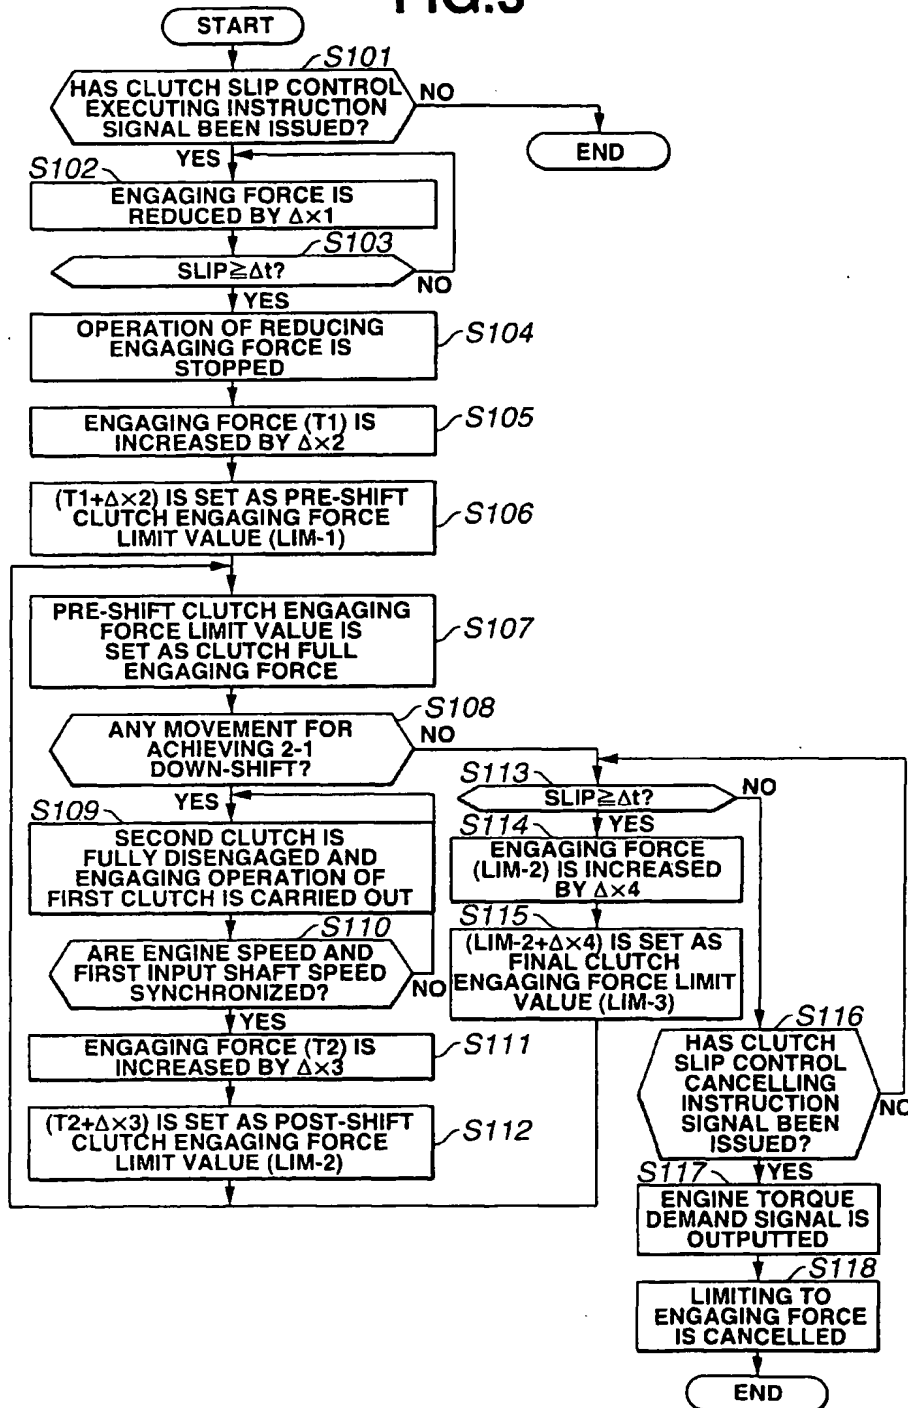 FIG.3
START
S101
HAS CLUTCH SLIP CONTROL
EXECUTING INSTRUCTION
SIGNAL BEEN ISSUED?
NO
END
YES
S102
ENGAGING FORCE IS
REDUCED BY Δ×1
S103
SLIP≧Δt?
NO
YES
OPERATION OF REDUCING
ENGAGING FORCE IS
STOPPED
S104
ENGAGING FORCE (T1) IS
INCREASED BY Δ×2
S105
(T1+Δ×2) IS SET AS PRE-SHIFT
CLUTCH ENGAGING FORCE
LIMIT VALUE (LIM-1)
S106
PRE-SHIFT CLUTCH ENGAGING
FORCE LIMIT VALUE IS
SET AS CLUTCH FULL
ENGAGING FORCE
S107
S108
ANY MOVEMENT FOR
ACHIEVING 2-1
DOWN-SHIFT?
NO
YES
S109
SECOND CLUTCH IS
FULLY DISENGAGED AND
ENGAGING OPERATION OF
FIRST CLUTCH IS CARRIED OUT
S110
ARE ENGINE SPEED AND
FIRST INPUT SHAFT SPEED
SYNCHRONIZED?
NO
YES
ENGAGING FORCE (T2) IS
INCREASED BY Δ×3
S111
(T2+Δ×3) IS SET AS POST-SHIFT
CLUTCH ENGAGING FORCE
LIMIT VALUE (LIM-2)
S112
S113
SLIP≧Δt?
NO
YES
S114
ENGAGING FORCE
(LIM-2) IS INCREASED
BY Δ×4
S115
(LIM-2+Δ×4) IS SET AS
FINAL CLUTCH
ENGAGING FORCE LIMIT
VALUE (LIM-3)
S116
HAS CLUTCH
SLIP CONTROL
CANCELLING
INSTRUCTION
SIGNAL BEEN
ISSUED?
NO
YES
S117
ENGINE TORQUE
DEMAND SIGNAL IS
OUTPUTTED
S118
LIMITING TO
ENGAGING FORCE
IS CANCELLED
END